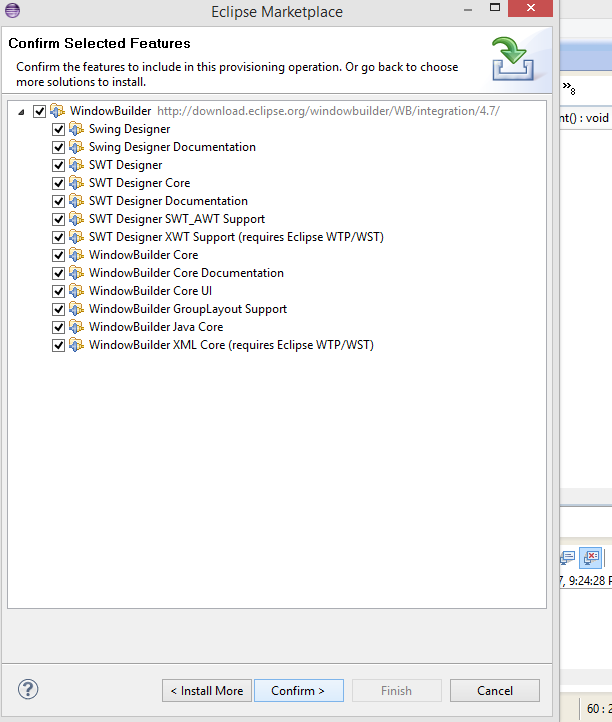 Eclipse Marketplace
Confirm Selected Features
Confirm the features to include in this provisioning operation. Or go back to choose
more solutions to install.
»8
nt() : void
WindowBuilder http://download.eclipse.org/windowbuilder/WB/integration/4.7/
Swing Designer
Swing Designer Documentation
SWT Designer
SWT Designer Core
SWT Designer Documentation
SWT Designer SWT_AWT Support
SWT Designer XWT Support (requires Eclipse WTP/WST)
WindowBuilder Core
WindowBuilder Core Documentation
WindowBuilder Core UI
WindowBuilder GroupLayout Support
WindowBuilder Java Core
WindowBuilder XML Core (requires Eclipse WTP/WST)
7, 9:24:28 P
?
< Install More
Confirm >
Finish
Cancel
60 : 2